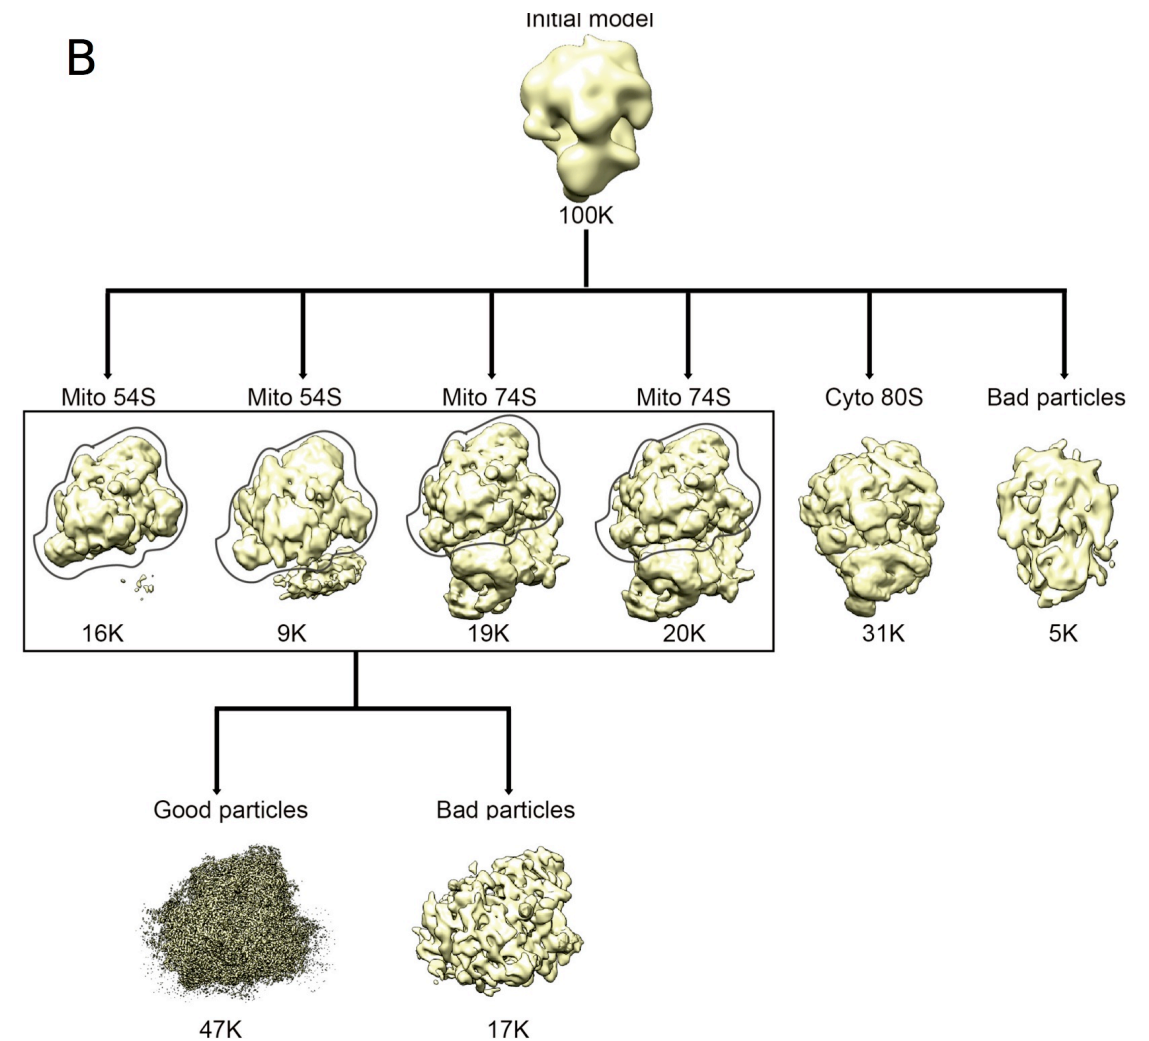 B
Initial model
100K
Mito 54S Mito 54S Mito 74S Mito 74S Cyto 80S Bad particles
16K 9K 19K 20K 31K 5K
Good particles Bad particles
47K 17K